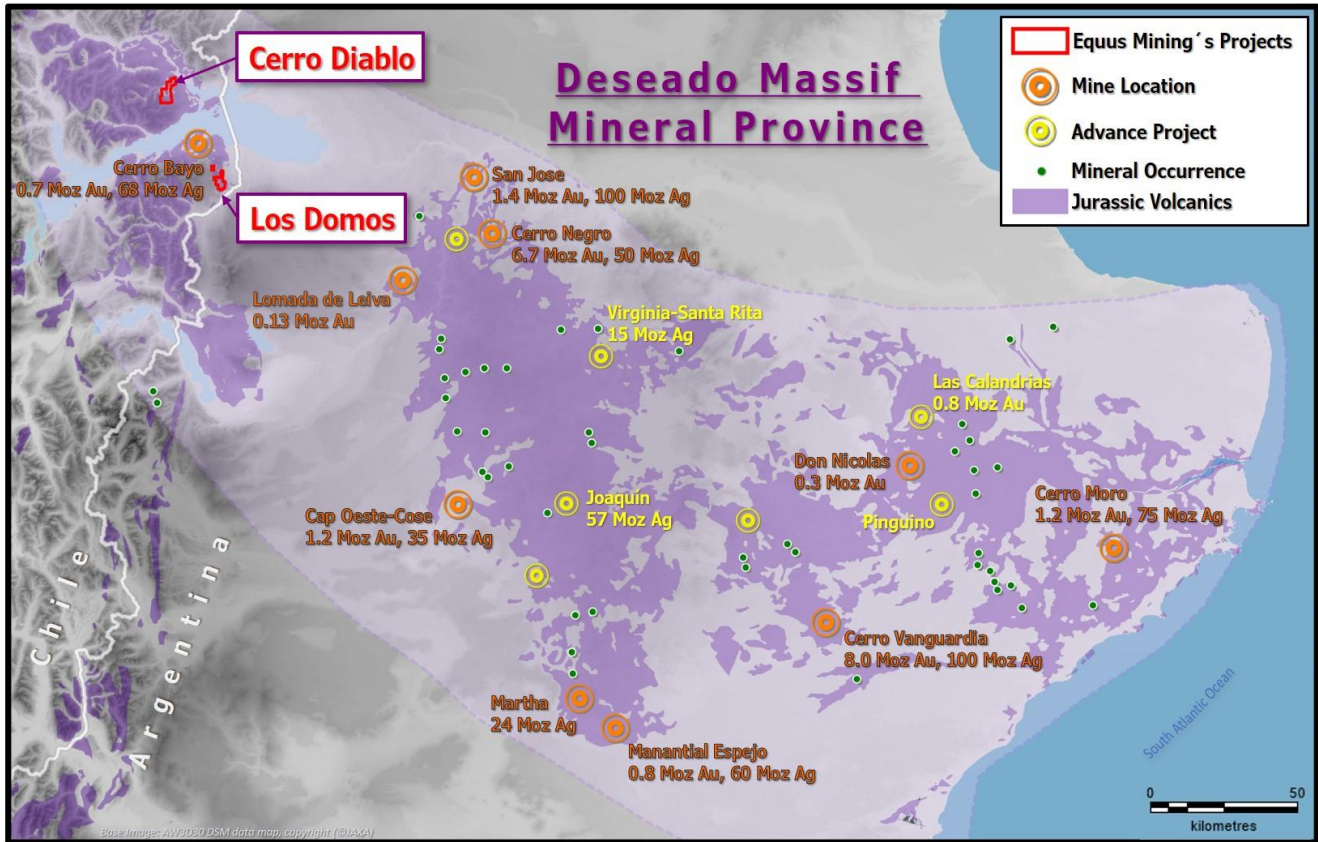 Cerro Diablo
Deseado Massif
Mineral Province
Equus Mining´s Projects
Mine Location
Advance Project
Mineral Occurrence
Jurassic Volcanics
Cerro Bayo
0.7 Moz Au, 68 Moz Ag
Los Domos
San Jose
1.4 Moz Au, 100 Moz Ag
Cerro Negro
6.7 Moz Au, 50 Moz Ag
Lomada de Leiva
0.13 Moz Au
Virginia-Santa Rita
15 Moz Ag
Las Calandrias
0.8 Moz Au
Don Nicolas
0.3 Moz Au
Cap Oeste-Cose
1.2 Moz Au, 35 Moz Ag
Joaquin
57 Moz Ag
Pinguino
Cerro Moro
1.2 Moz Au, 75 Moz Ag
Chile
Argentina
Cerro Vanguardia
8.0 Moz Au, 100 Moz Ag
Martha
24 Moz Ag
Manantial Espejo
0.8 Moz Au, 60 Moz Ag
South Atlantic Ocean
0 50
kilometres
Base Image: AW3D30 DSM data map, copyright (©JAXA)